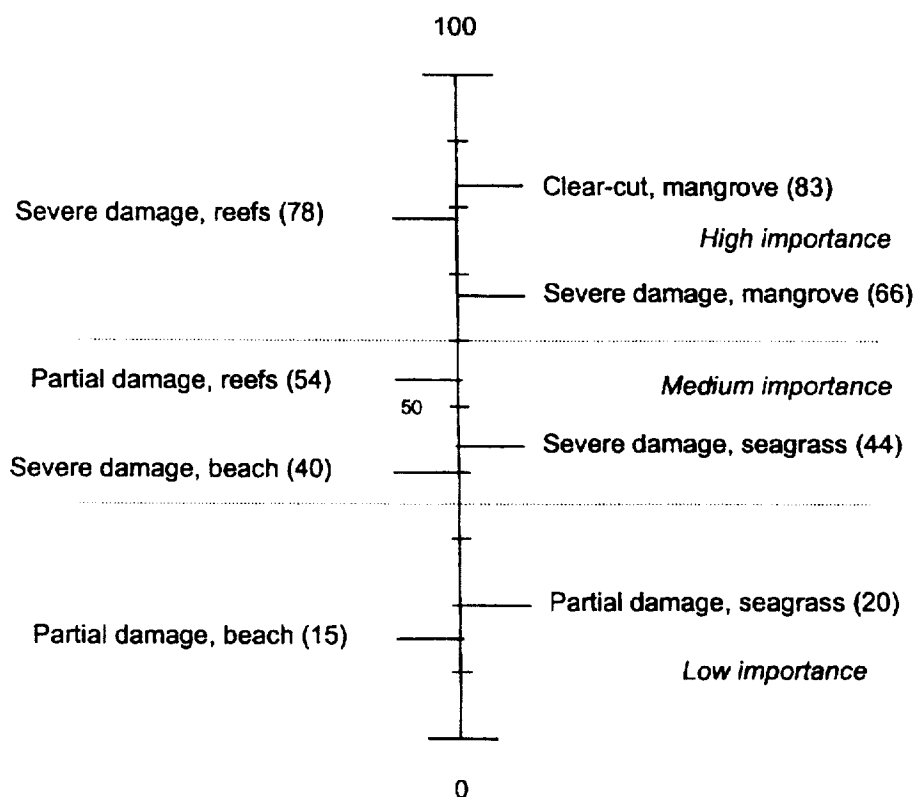 100
Clear-cut, mangrove (83)
Severe damage, reefs (78)
High importance
Severe damage, mangrove (66)
Partial damage, reefs (54)
Medium importance
50
Severe damage, seagrass (44)
Severe damage, beach (40)
Partial damage, seagrass (20)
Partial damage, beach (15)
Low importance
0